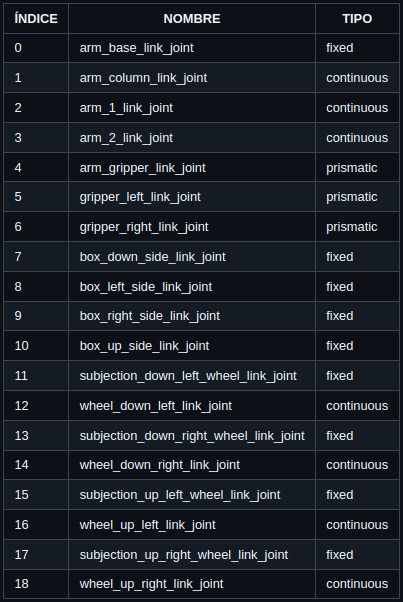 ÍNDICE NOMBRE TIPO
0 arm_base_link_joint fixed
1 arm_column_link_joint continuous
2 arm_1_link_joint continuous
3 arm_2_link_joint continuous
4 arm_gripper_link_joint prismatic
5 gripper_left_link_joint prismatic
6 gripper_right_link_joint prismatic
7 box_down_side_link_joint fixed
8 box_left_side_link_joint fixed
9 box_right_side_link_joint fixed
10 box_up_side_link_joint fixed
11 subjection_down_left_wheel_link_joint fixed
12 wheel_down_left_link_joint continuous
13 subjection_down_right_wheel_link_joint fixed
14 wheel_down_right_link_joint continuous
15 subjection_up_left_wheel_link_joint fixed
16 wheel_up_left_link_joint continuous
17 subjection_up_right_wheel_link_joint fixed
18 wheel_up_right_link_joint continuous